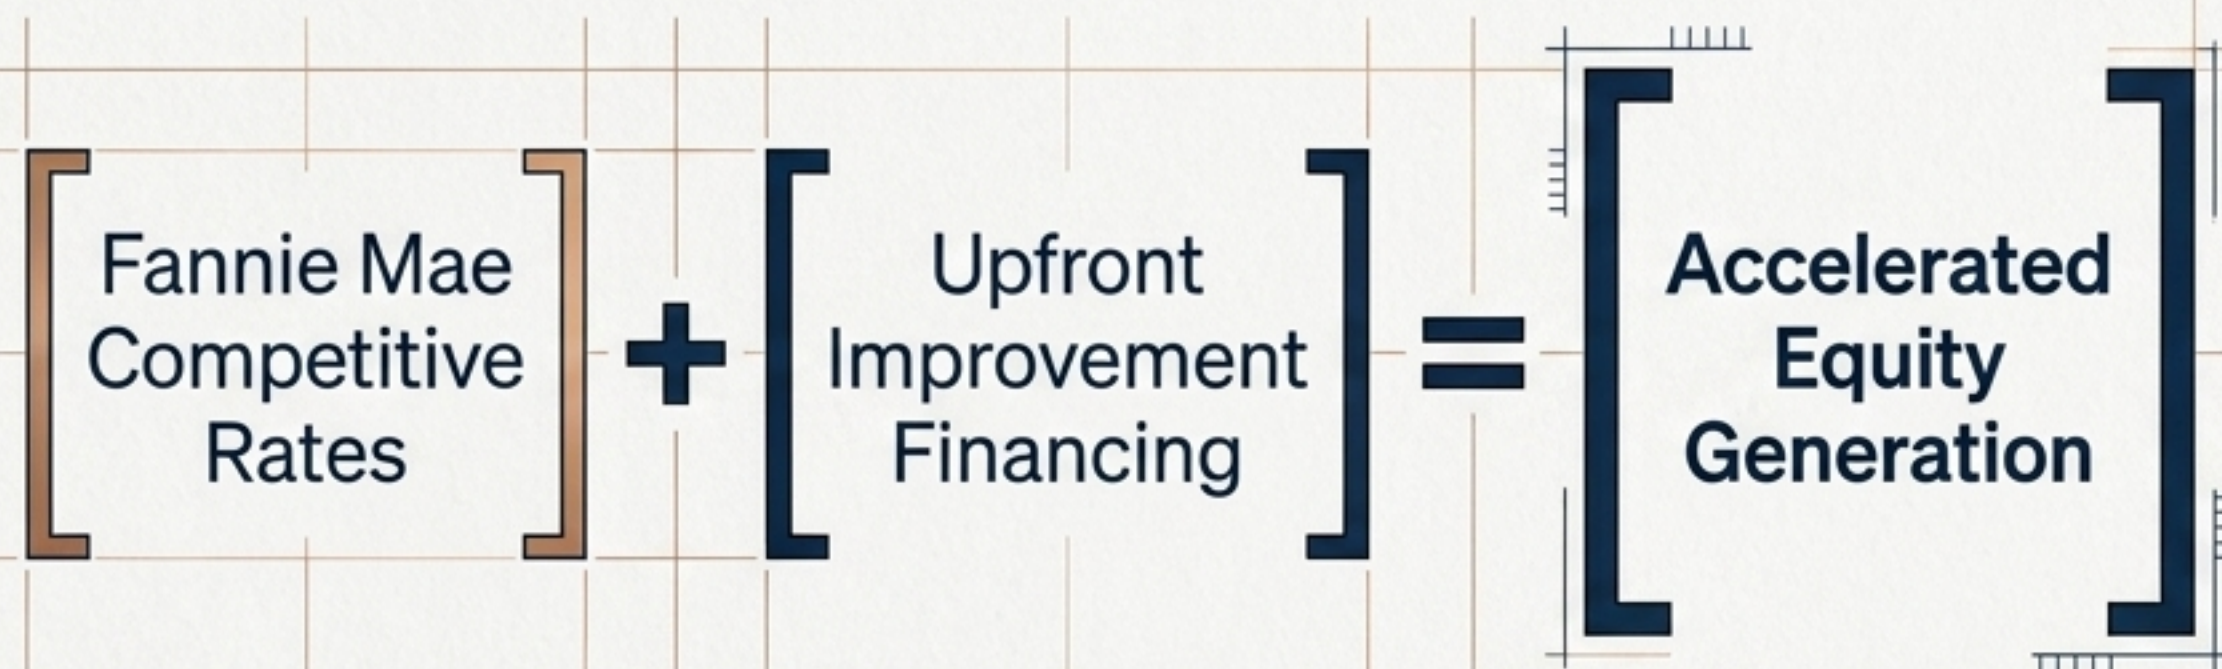 Fannie Mae
Competitive
Rates
+
Upfront
Improvement
Financing
=
Accelerated
Equity
Generation